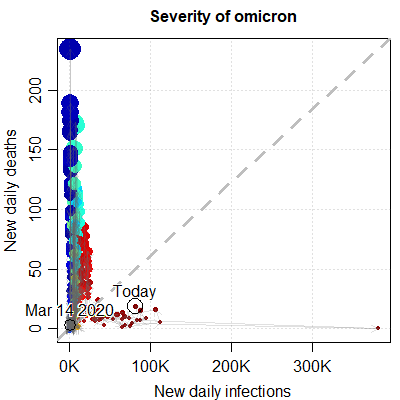 Severity of omicron
New daily deaths
200
150
100
50
0
Today
Mar 14 2020
0K
100K
200K
300K
New daily infections